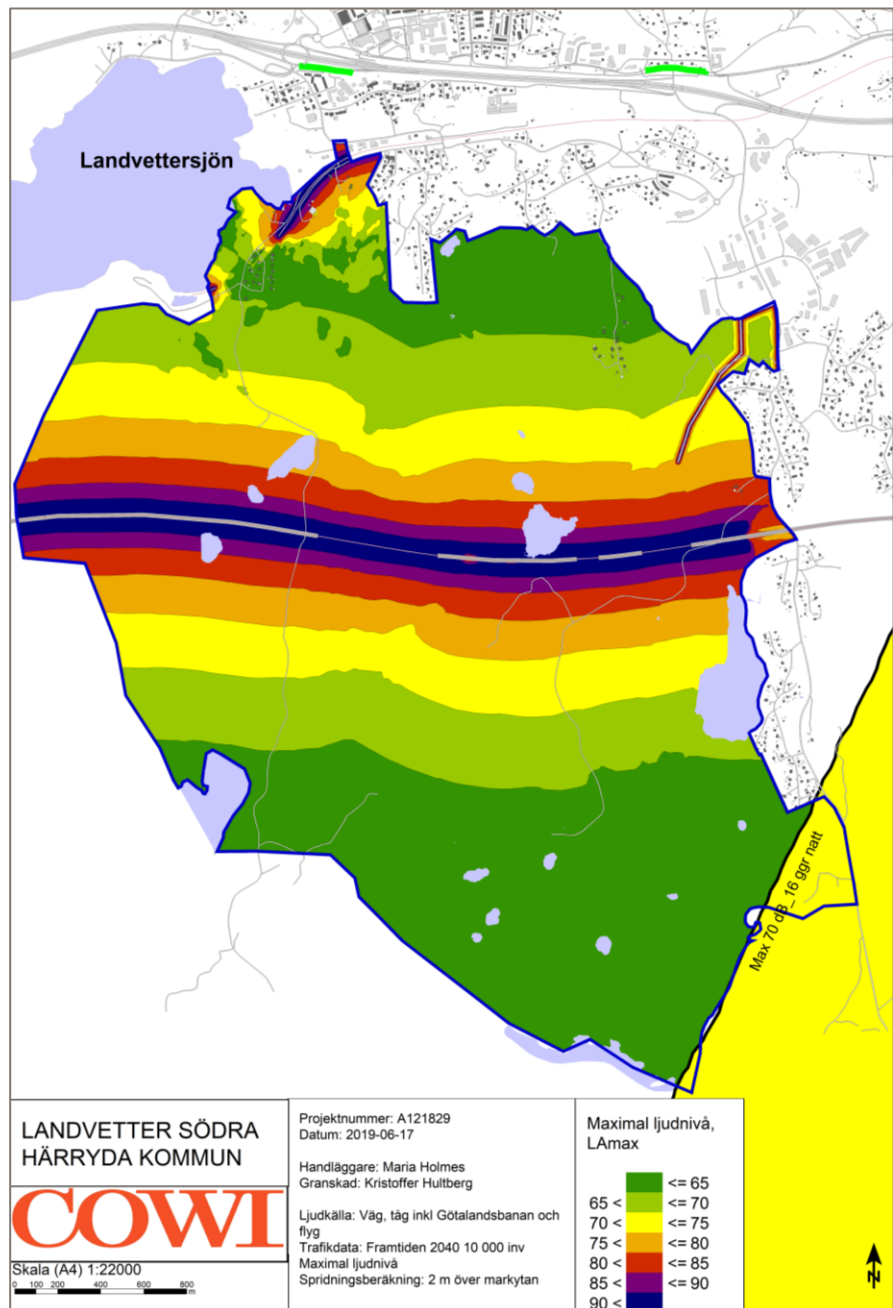 Landvettersjön
Max 70 dB_16 ggr natt
LANDVETTER SÖDRA
HÄRRYDA KOMMUN
COWI
Skala (A4) 1:22000
0 100 200 400 600 800
m
Projektnummer: A121829
Datum: 2019-06-17
Handläggare: Maria Holmes
Granskad: Kristoffer Hultberg
Ljudkälla: Väg, tåg inkl Götalandsbanan och
flyg
Trafikdata: Framtiden 2040 10 000 inv
Maximal ljudnivå
Spridningsberäkning: 2 m över markytan
Maximal ljudnivå,
LAmax
<= 65
65 < <= 70
70 < <= 75
75 < <= 80
80 < <= 85
85 < <= 90
90 <
N